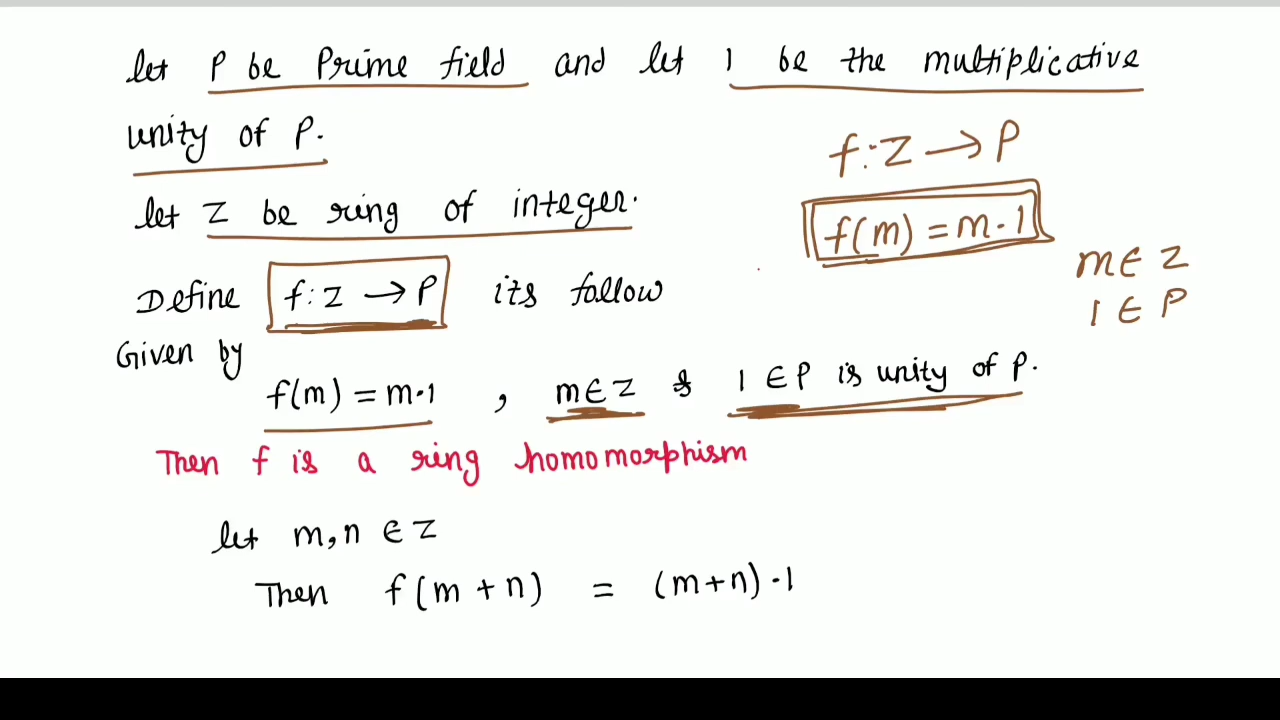 let P be Prime field and let 1 be the multiplicative
unity of P.
f:Z → P
let Z be ring of integer.
f(m) = m·1
m ∈ Z
1 ∈ P
Define f:Z → P its follow
Given by
f(m) = m·1 , m∈Z & 1 ∈P is unity of P.
Then f is a ring homomorphism
let m,n ∈ Z
Then f(m + n) = (m+n)·1